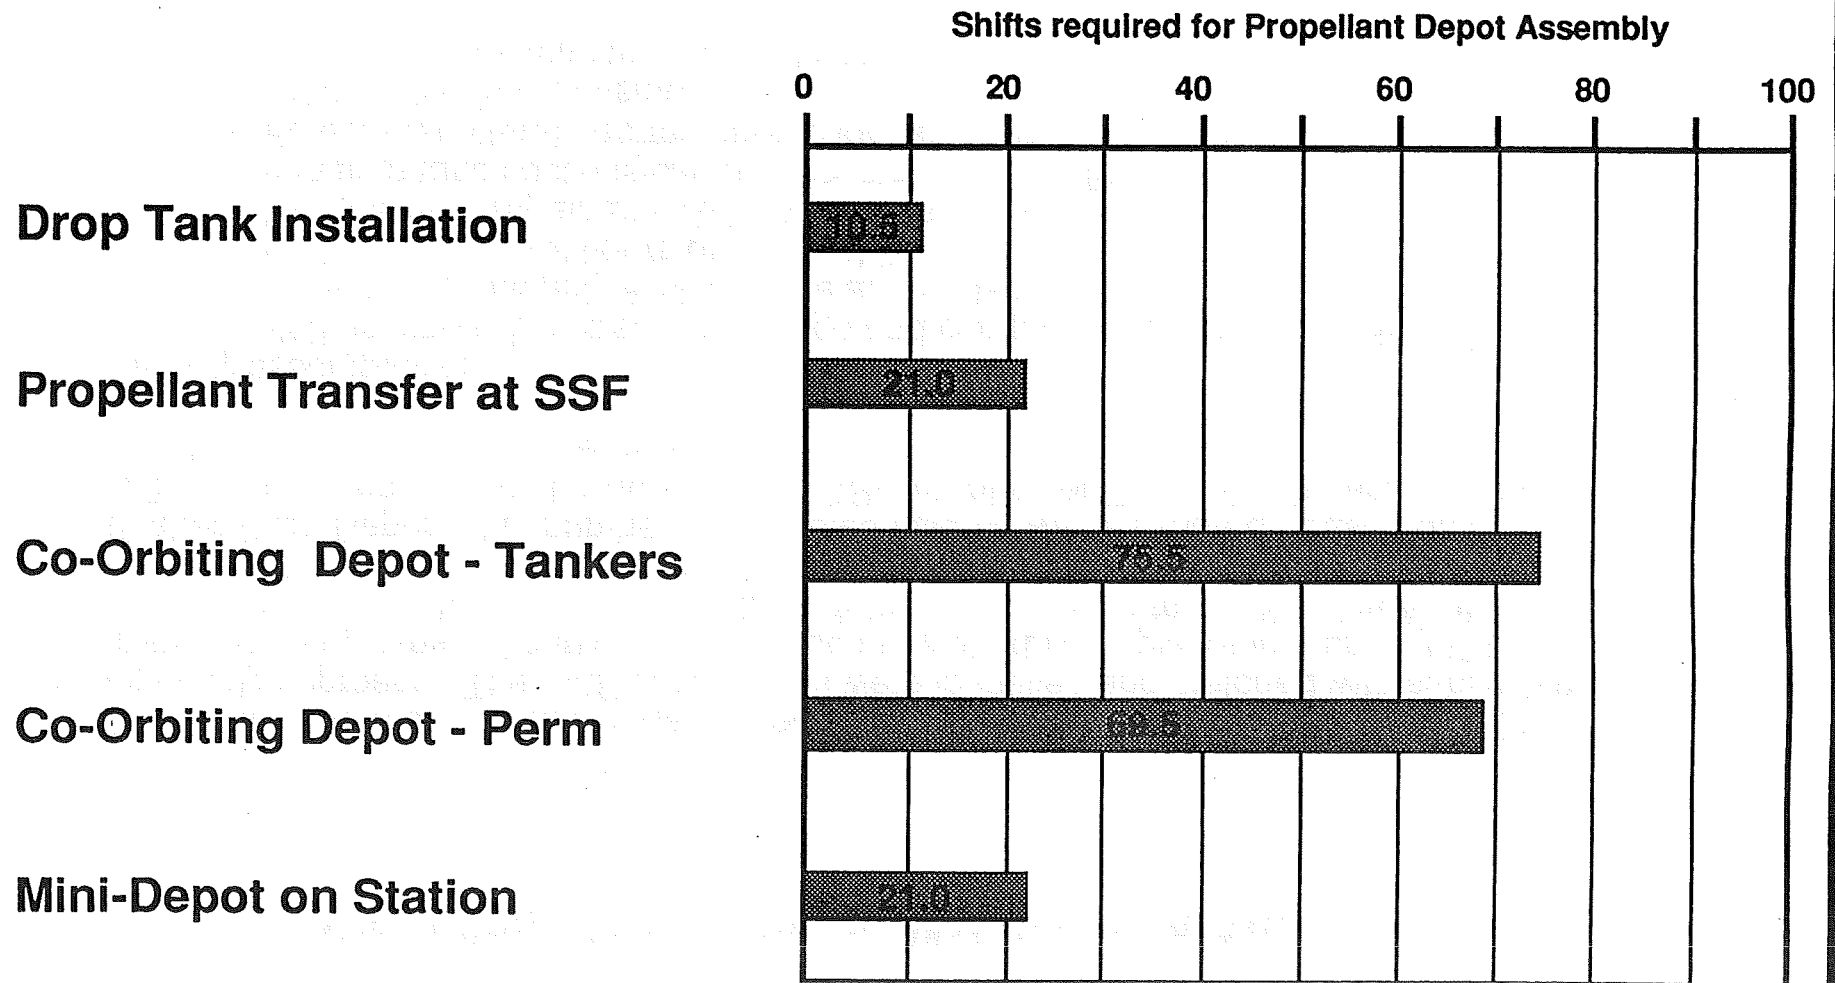 Shifts required for Propellant Depot Assembly
0 20 40 60 80 100
Drop Tank Installation 10.5
Propellant Transfer at SSF 21.0
Co-Orbiting Depot - Tankers 75.5
Co-Orbiting Depot - Perm 69.5
Mini-Depot on Station 21.0